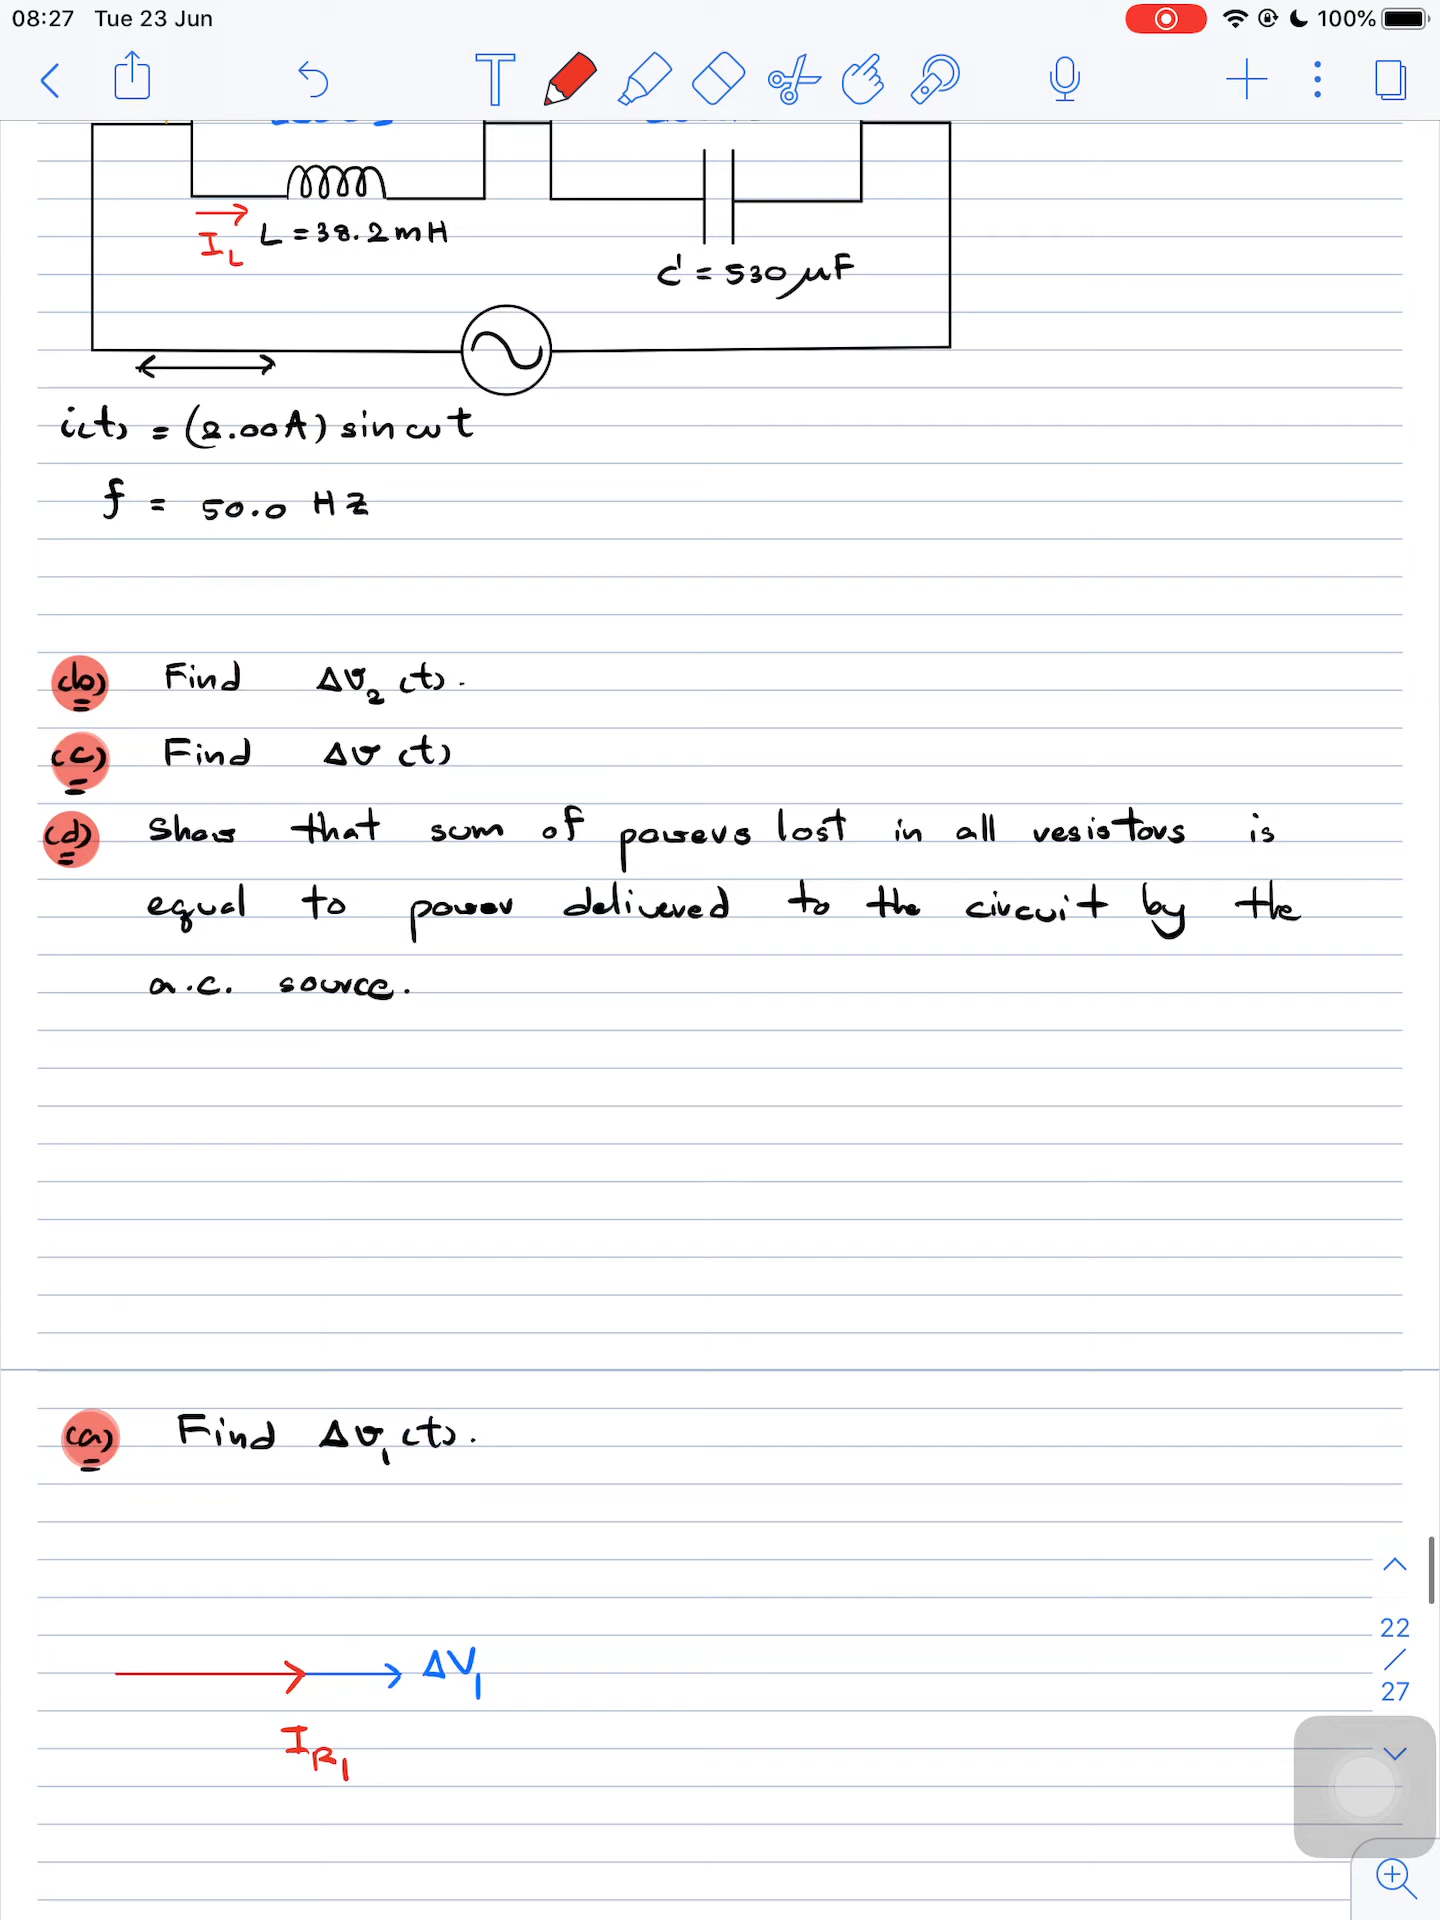 08:27 Tue 23 Jun
100%
L = 38.2 mH
I_L
C = 530 μF
i(t) = (2.00A) sin ωt
f = 50.0 HZ
(b) Find Δv₂(t).
(c) Find Δv(t)
(d) Show that sum of powers lost in all resistors is
equal to power delivered to the circuit by the
a.c. source.
(a) Find Δv₁(t).
ΔV₁
I_R₁
22
/
27